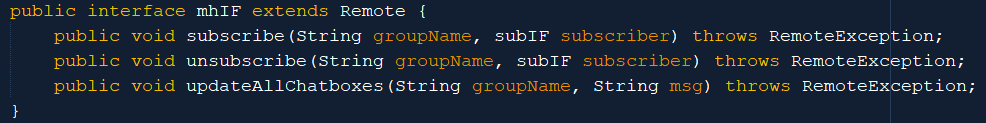 public interface mhIF extends Remote {
    public void subscribe(String groupName, subIF subscriber) throws RemoteException;
    public void unsubscribe(String groupName, subIF subscriber) throws RemoteException;
    public void updateAllChatboxes(String groupName, String msg) throws RemoteException;
}